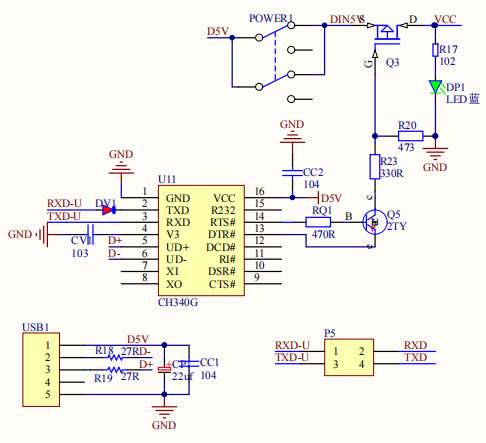 POWER1
D5V
DIN5V
S
D
VCC
G
Q3
R17
102
DP1
LED蓝
R20
473
GND
R23
330R
GND
GND
CC2
104
D5V
U11
1 GND VCC 16
2 TXD R232 15
3 RXD RTS# 14
4 V3 DTR# 13
5 UD+ DCD# 12
6 UD- RI# 11
7 XI DSR# 10
8 XO CTS# 9
CH340G
RXD-U
DV1
TXD-U
GND
CV
103
D+
D-
RQ1
470R
B
c
Q5
2TY
e
USB1
1
2
3
4
5
D5V
R18 27R D-
D+
R19 27R
22uf
CC1
104
GND
P5
RXD-U 1 2 RXD
TXD-U 3 4 TXD